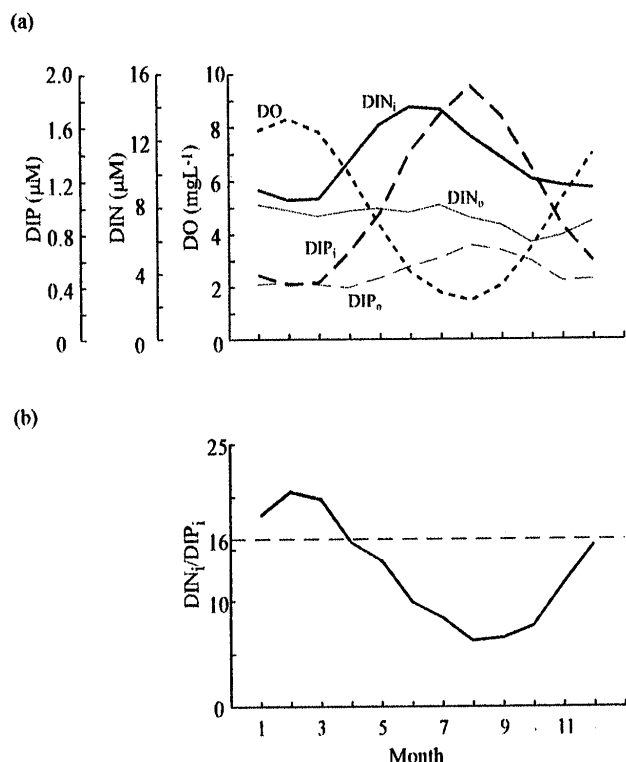 (a)
2.0
1.6
1.2
0.8
0.4
0
DIP (μM)
16
12
8
4
0
DIN (μM)
10
8
6
4
2
0
DO (mgL⁻¹)
DO
DINᵢ
DINₒ
DIPᵢ
DIPₒ
(b)
25
16
10
0
DINᵢ/DIPᵢ
1 3 5 7 9 11
Month